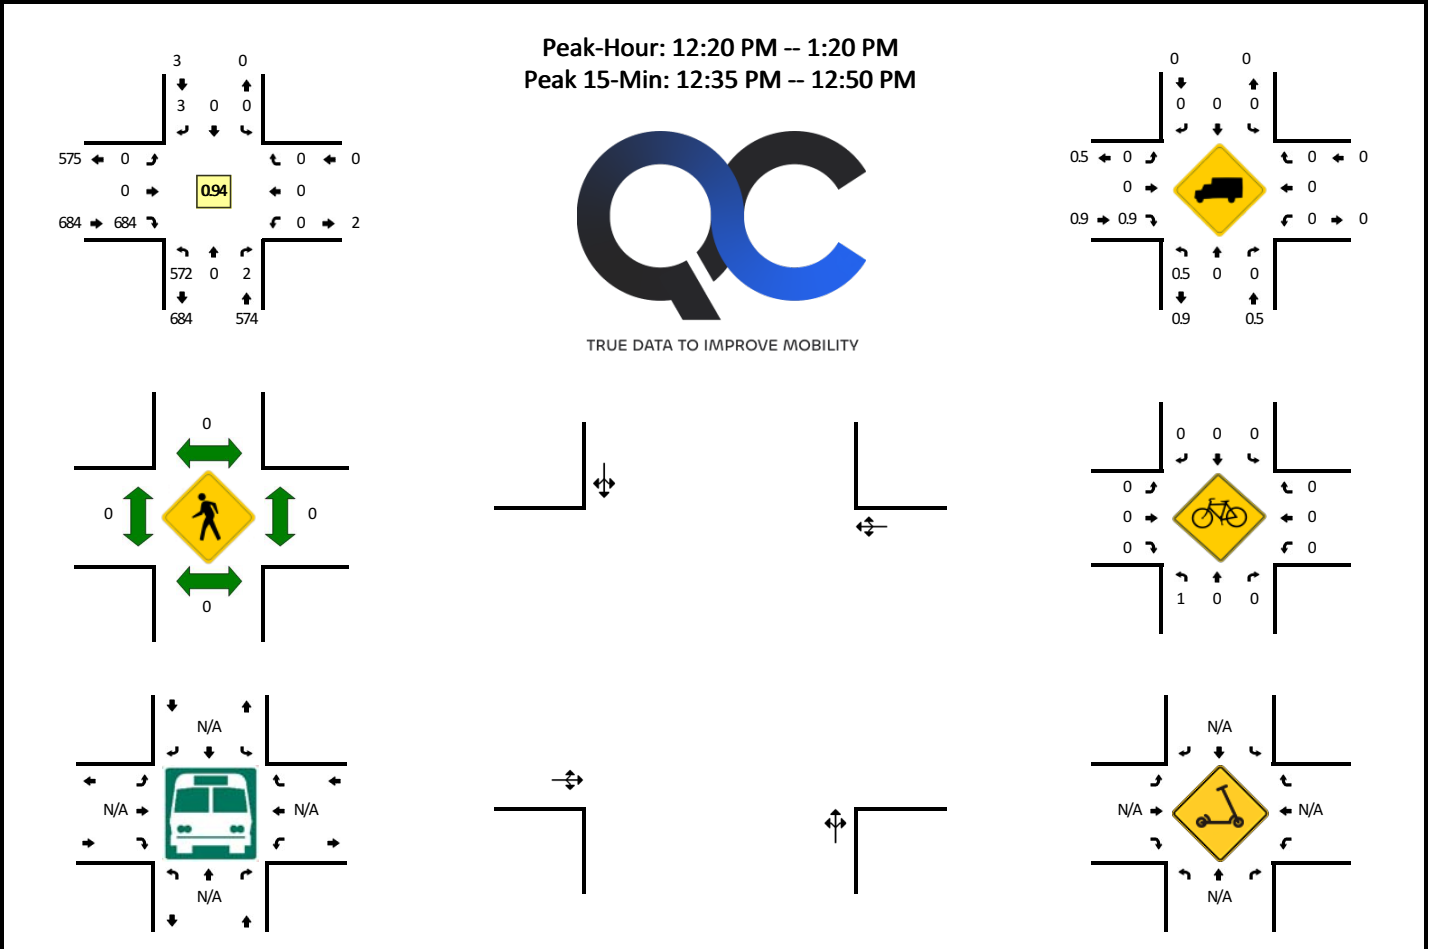 Peak-Hour: 12:20 PM -- 1:20 PM
Peak 15-Min: 12:35 PM -- 12:50 PM
3 0
3 0 0
575 0 0 0
0 0.94 0
684 684 0 2
572 0 2
684 574
QC
TRUE DATA TO IMPROVE MOBILITY
0 0
0 0 0
0.5 0 0 0
0 0
0.9 0.9 0 0
0.5 0 0
0.9 0.5
0
0 0
0
0 0 0
0 0
0 0
0 0
1 0 0
N/A
N/A N/A
N/A
N/A
N/A N/A
N/A